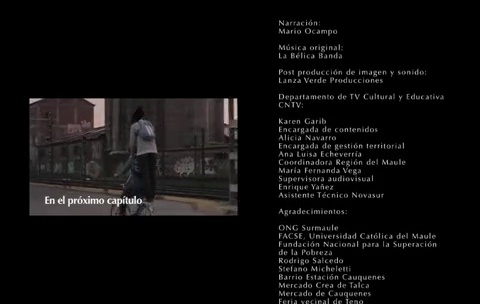 En el próximo capítulo
Narración:
Mario Ocampo
Música original:
La Bélica Banda
Post producción de imagen y sonido:
Lanza Verde Producciones
Departamento de TV Cultural y Educativa
CNTV:
Karen Garib
Encargada de contenidos
Alicia Navarro
Encargada de gestión territorial
Ana Luisa Echeverría
Coordinadora Región del Maule
María Fernanda Vega
Supervisora audiovisual
Enrique Yañez
Asistente Técnico Novasur
Agradecimientos:
ONG Surmaule
FACSE, Universidad Católica del Maule
Fundación Nacional para la Superación
de la Pobreza
Rodrigo Salcedo
Stefano Micheletti
Barrio Estación Cauquenes
Mercado Crea de Talca
Mercado de Cauquenes
Feria vecinal de Teno